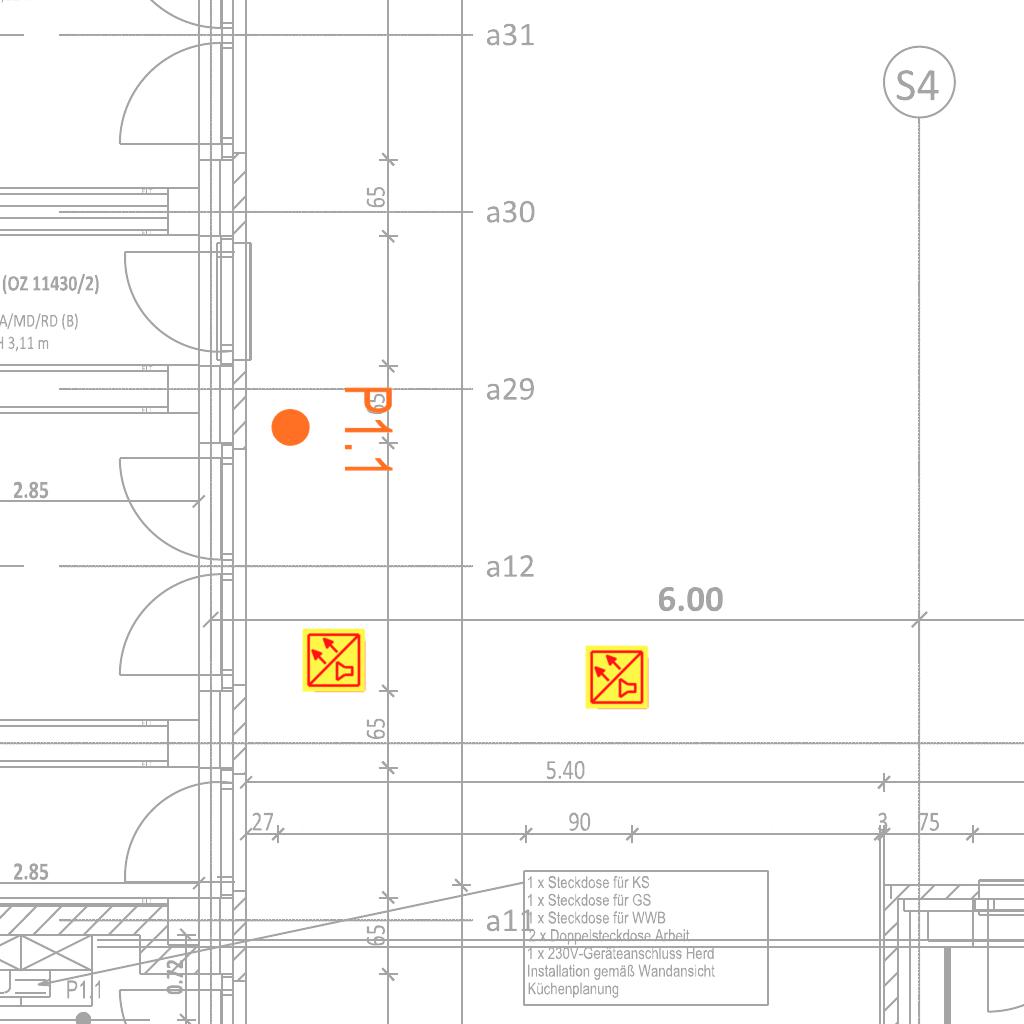 a31
S4
65
a30
(OZ 11430/2)
A/MD/RD (B)
H 3,11 m
a29
65
P1.1
2.85
a12
6.00
65
5.40
27
90
3
75
2.85
1 x Steckdose für KS
1 x Steckdose für GS
a11
1 x Steckdose für WWB
65
2 x Doppelsteckdose Arbeit
1 x 230V-Geräteanschluss Herd
Installation gemäß Wandansicht
Küchenplanung
0.72
P1.1